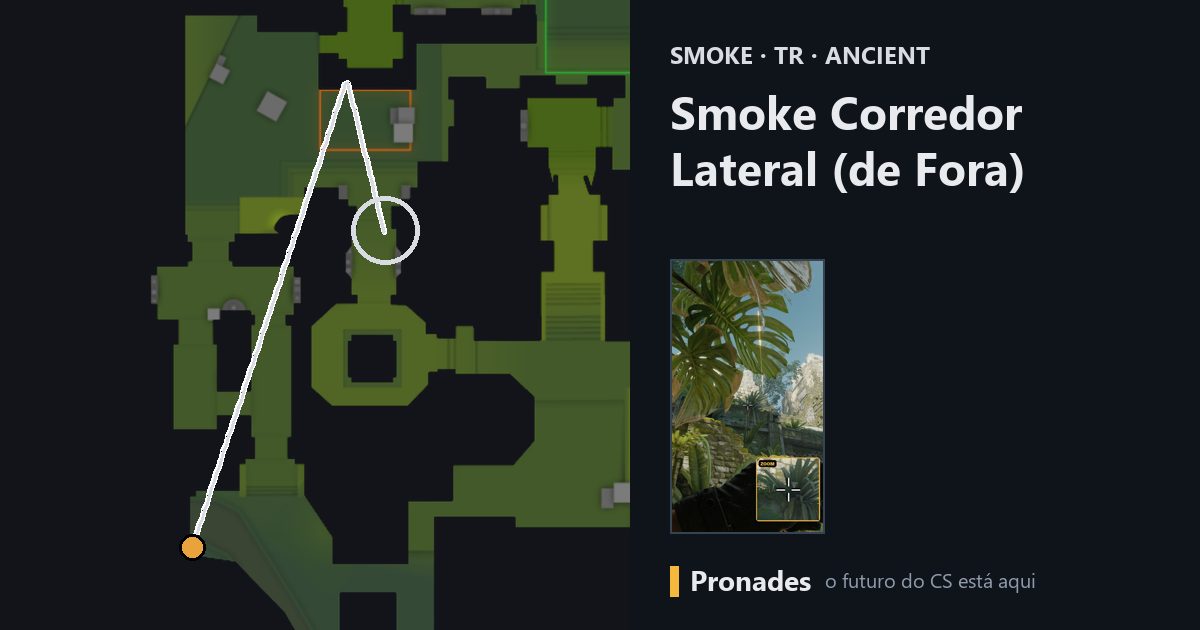 SMOKE · TR · ANCIENT
Smoke Corredor
Lateral (de Fora)
ZOOM
Pronades o futuro do CS está aqui